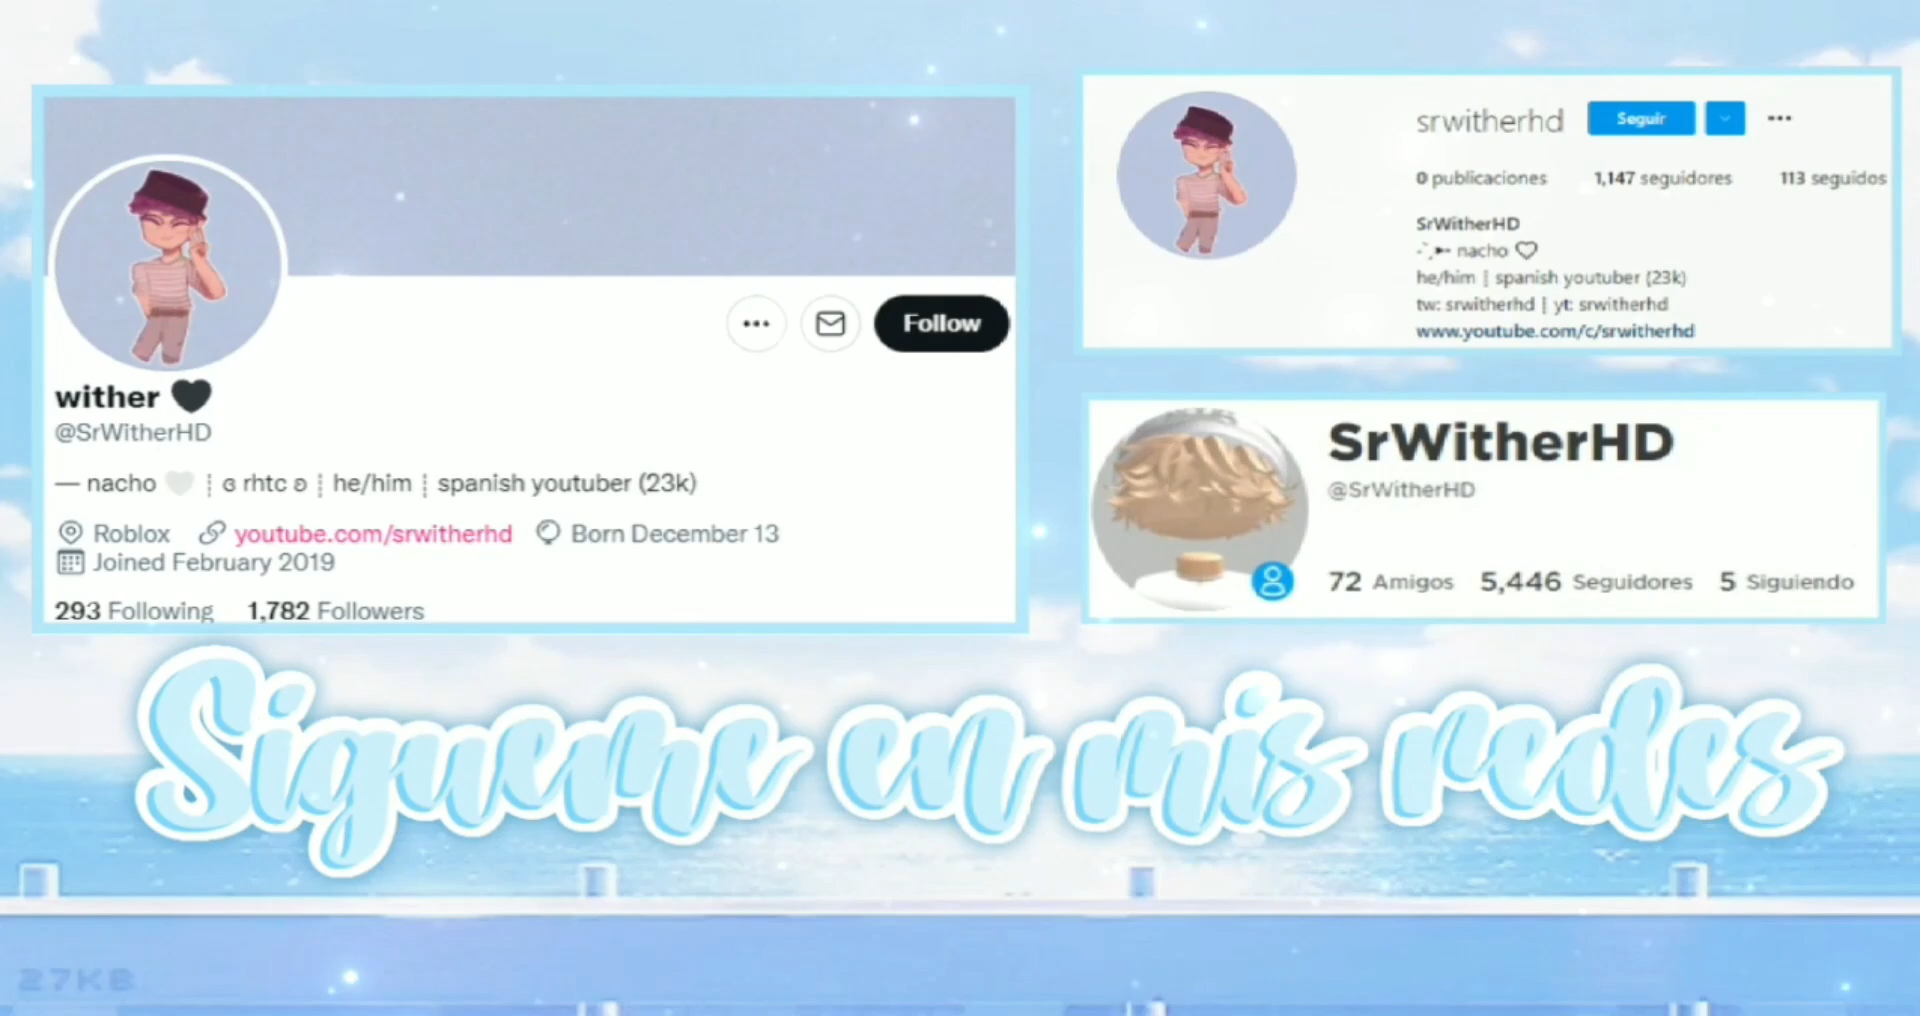 Follow
wither 🖤
@SrWitherHD
— nacho 🤍 ┊ ɞ rhtc ʚ ┊ he/him ┊ spanish youtuber (23k)
Roblox youtube.com/srwitherhd Born December 13
Joined February 2019
293 Following 1,782 Followers
srwitherhd Seguir ...
0 publicaciones 1,147 seguidores 113 seguidos
SrWitherHD
nacho ♡
he/him | spanish youtuber (23k)
tw: srwitherhd | yt: srwitherhd
www.youtube.com/c/srwitherhd
SrWitherHD
@SrWitherHD
72 Amigos 5,446 Seguidores 5 Siguiendo
Sigueme en mis redes
27KB